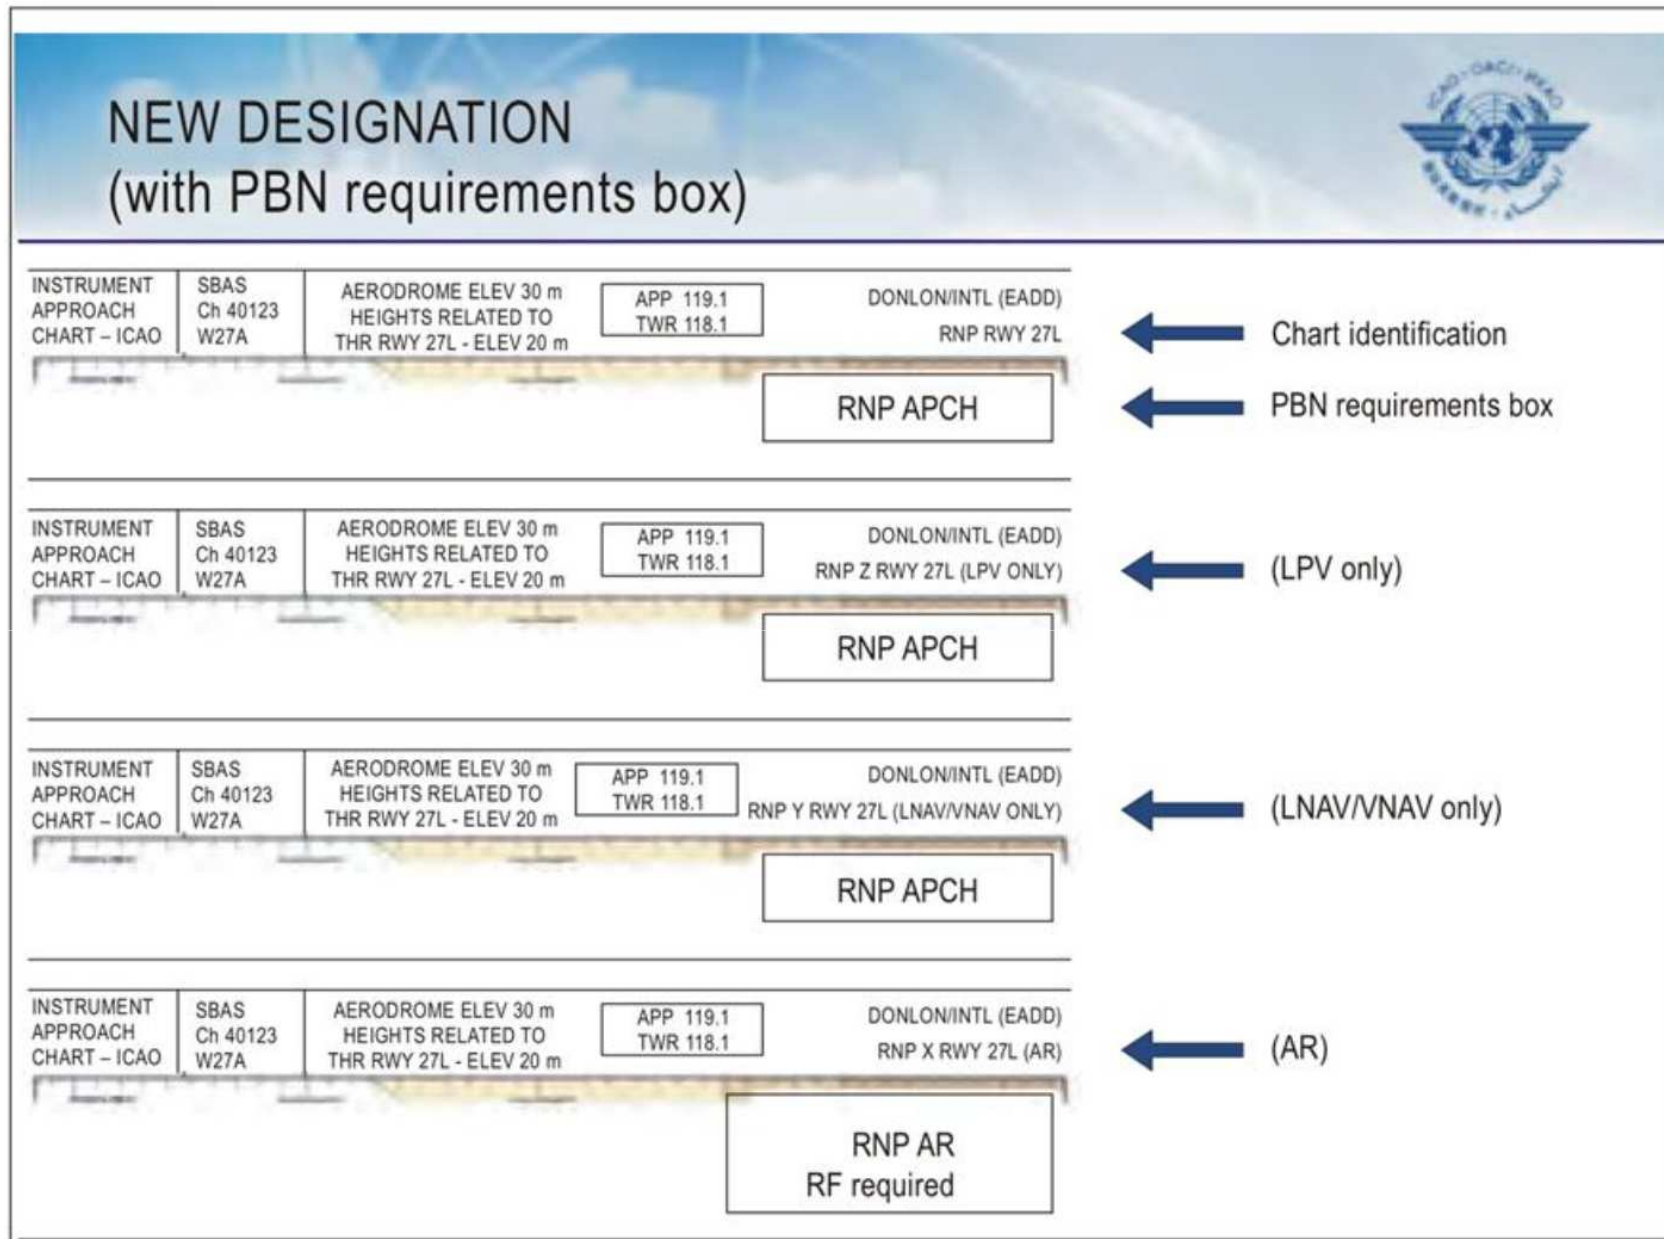 NEW DESIGNATION
(with PBN requirements box)
ICAO · OACI · ИКАО
INSTRUMENT
APPROACH
CHART – ICAO
SBAS
Ch 40123
W27A
AERODROME ELEV 30 m
HEIGHTS RELATED TO
THR RWY 27L - ELEV 20 m
APP 119.1
TWR 118.1
DONLON/INTL (EADD)
RNP RWY 27L
Chart identification
RNP APCH
PBN requirements box
INSTRUMENT
APPROACH
CHART – ICAO
SBAS
Ch 40123
W27A
AERODROME ELEV 30 m
HEIGHTS RELATED TO
THR RWY 27L - ELEV 20 m
APP 119.1
TWR 118.1
DONLON/INTL (EADD)
RNP Z RWY 27L (LPV ONLY)
(LPV only)
RNP APCH
INSTRUMENT
APPROACH
CHART – ICAO
SBAS
Ch 40123
W27A
AERODROME ELEV 30 m
HEIGHTS RELATED TO
THR RWY 27L - ELEV 20 m
APP 119.1
TWR 118.1
DONLON/INTL (EADD)
RNP Y RWY 27L (LNAV/VNAV ONLY)
(LNAV/VNAV only)
RNP APCH
INSTRUMENT
APPROACH
CHART – ICAO
SBAS
Ch 40123
W27A
AERODROME ELEV 30 m
HEIGHTS RELATED TO
THR RWY 27L - ELEV 20 m
APP 119.1
TWR 118.1
DONLON/INTL (EADD)
RNP X RWY 27L (AR)
(AR)
RNP AR
RF required